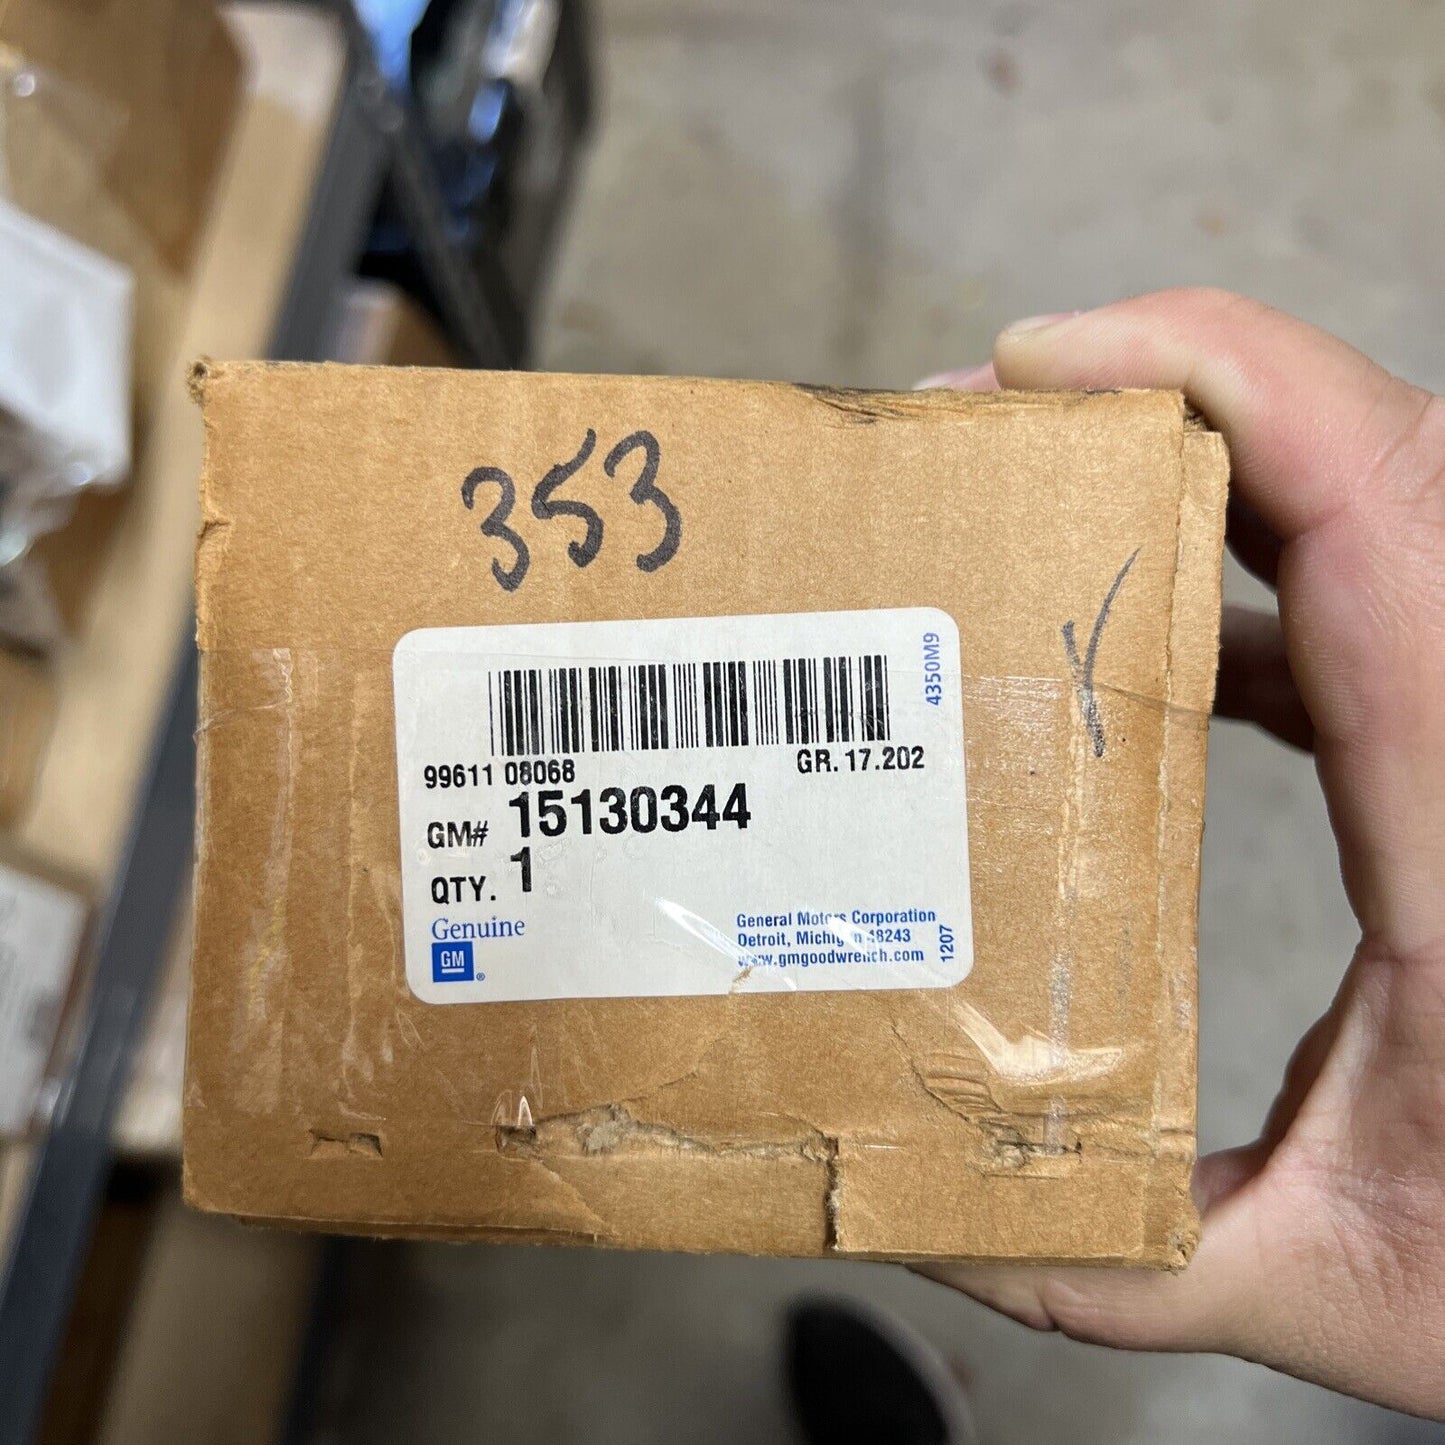 353
4350M9
99611 08068
GR. 17.202
GM# 15130344
QTY. 1
Genuine
GM ®
General Motors Corporation
Detroit, Michigan 48243
www.gmgoodwrench.com
1207